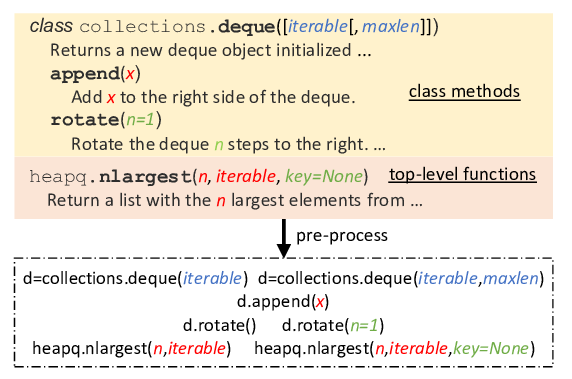 class collections.deque([iterable[, maxlen]])
Returns a new deque object initialized ...
append(x)
Add x to the right side of the deque.
class methods
rotate(n=1)
Rotate the deque n steps to the right. ...
heapq.nlargest(n, iterable, key=None)
top-level functions
Return a list with the n largest elements from ...
pre-process
d=collections.deque(iterable) d=collections.deque(iterable,maxlen)
d.append(x)
d.rotate() d.rotate(n=1)
heapq.nlargest(n,iterable) heapq.nlargest(n,iterable,key=None)